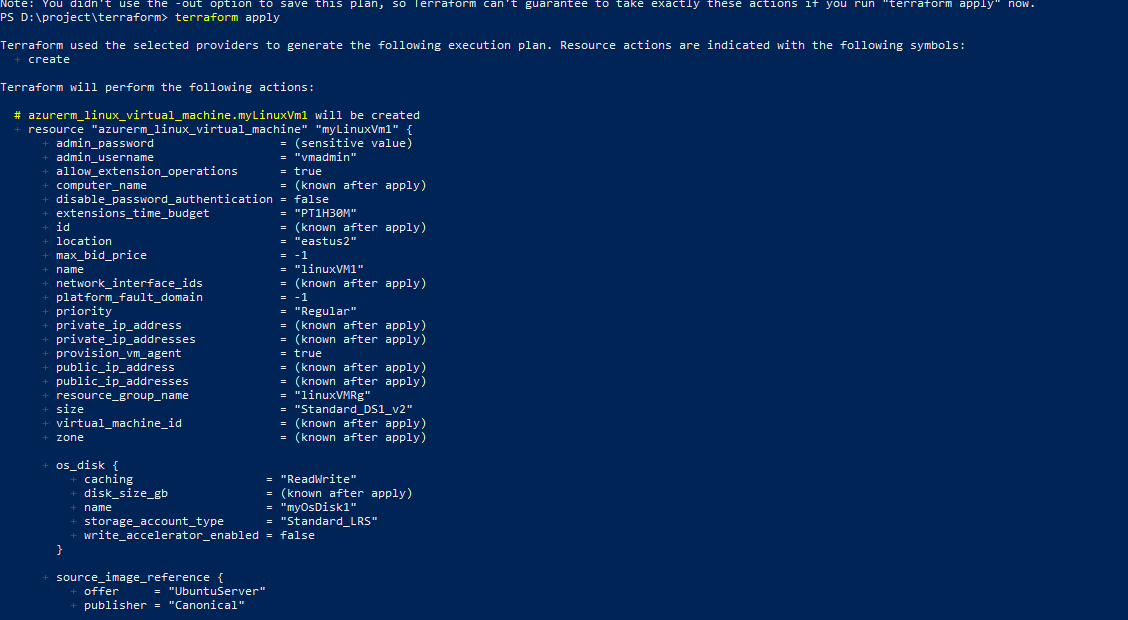 Note: You didn't use the -out option to save this plan, so Terraform can't guarantee to take exactly these actions if you run "terraform apply" now.
PS D:\project\terraform> terraform apply
Terraform used the selected providers to generate the following execution plan. Resource actions are indicated with the following symbols:
+ create
Terraform will perform the following actions:
# azurerm_linux_virtual_machine.myLinuxVm1 will be created
+ resource "azurerm_linux_virtual_machine" "myLinuxVm1" {
+ admin_password = (sensitive value)
+ admin_username = "vmadmin"
+ allow_extension_operations = true
+ computer_name = (known after apply)
+ disable_password_authentication = false
+ extensions_time_budget = "PT1H30M"
+ id = (known after apply)
+ location = "eastus2"
+ max_bid_price = -1
+ name = "linuxVM1"
+ network_interface_ids = (known after apply)
+ platform_fault_domain = -1
+ priority = "Regular"
+ private_ip_address = (known after apply)
+ private_ip_addresses = (known after apply)
+ provision_vm_agent = true
+ public_ip_address = (known after apply)
+ public_ip_addresses = (known after apply)
+ resource_group_name = "linuxVMRg"
+ size = "Standard_DS1_v2"
+ virtual_machine_id = (known after apply)
+ zone = (known after apply)
+ os_disk {
+ caching = "ReadWrite"
+ disk_size_gb = (known after apply)
+ name = "myOsDisk1"
+ storage_account_type = "Standard_LRS"
+ write_accelerator_enabled = false
}
+ source_image_reference {
+ offer = "UbuntuServer"
+ publisher = "Canonical"